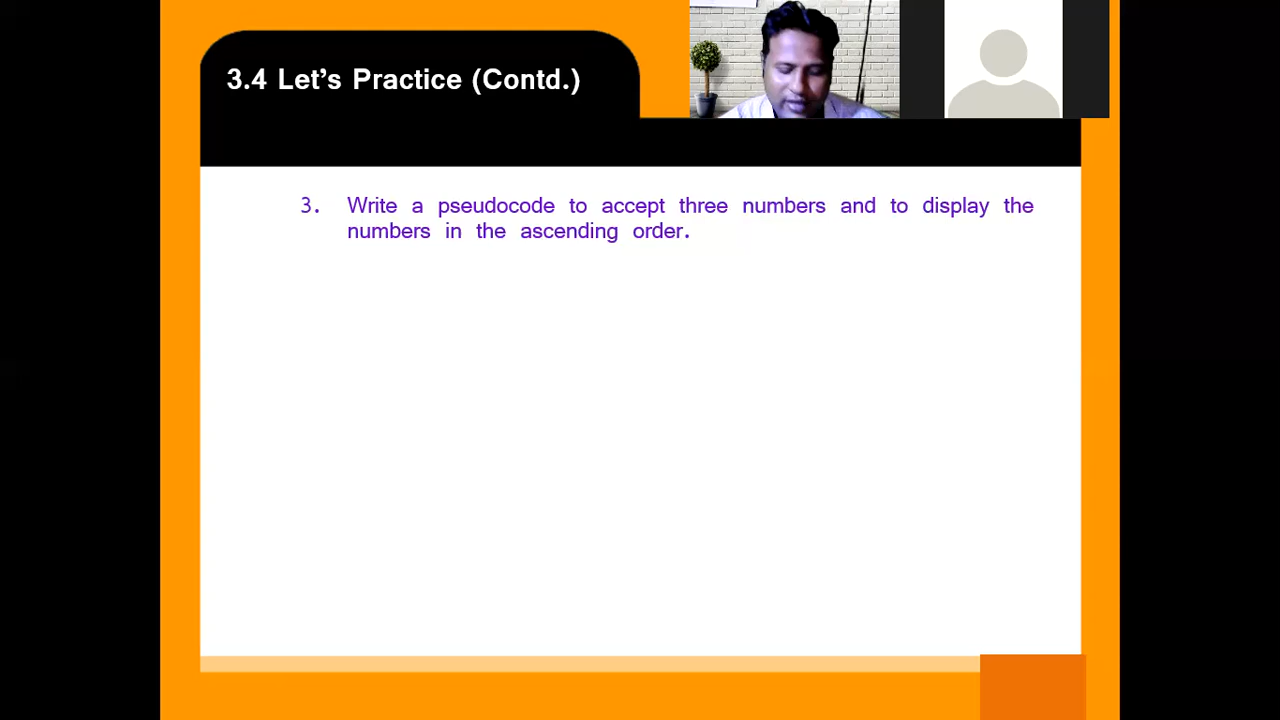 3.4 Let's Practice (Contd.)
3. Write a pseudocode to accept three numbers and to display the
numbers in the ascending order.